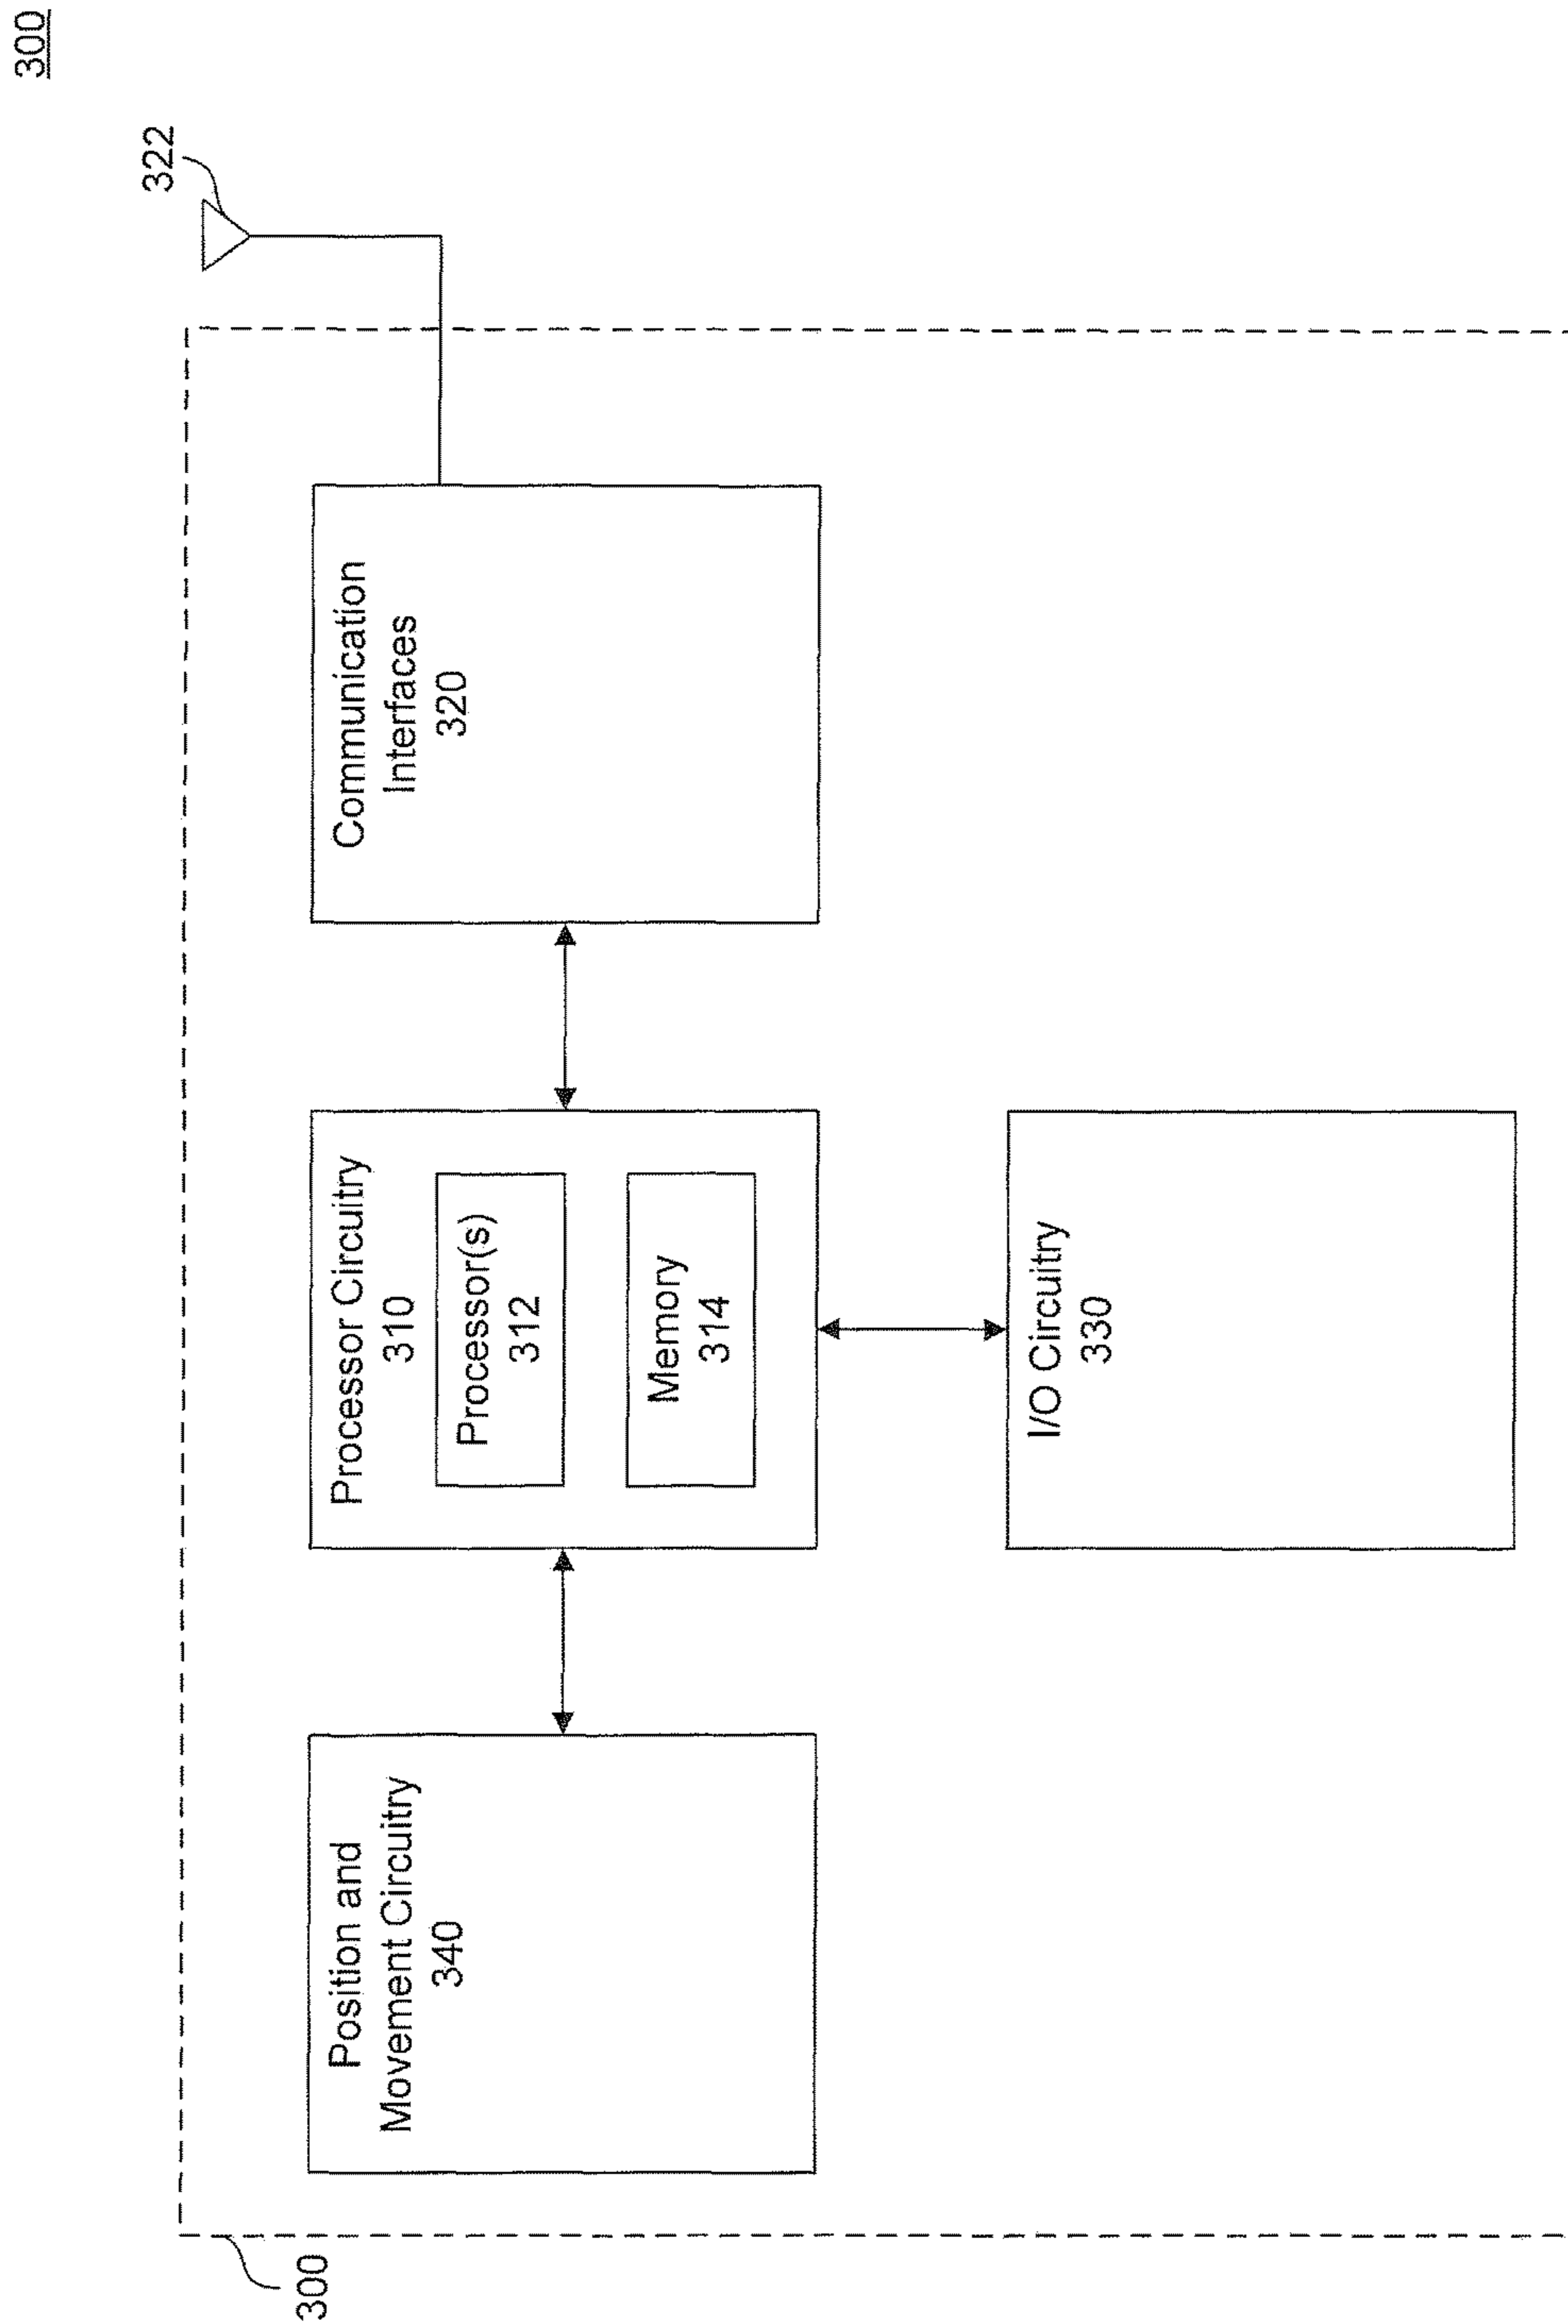 300
322
Position and
Movement Circuitry
340
Processor Circuitry
310
Processor(s)
312
Memory
314
Communication
Interfaces
320
I/O Circuitry
330
300